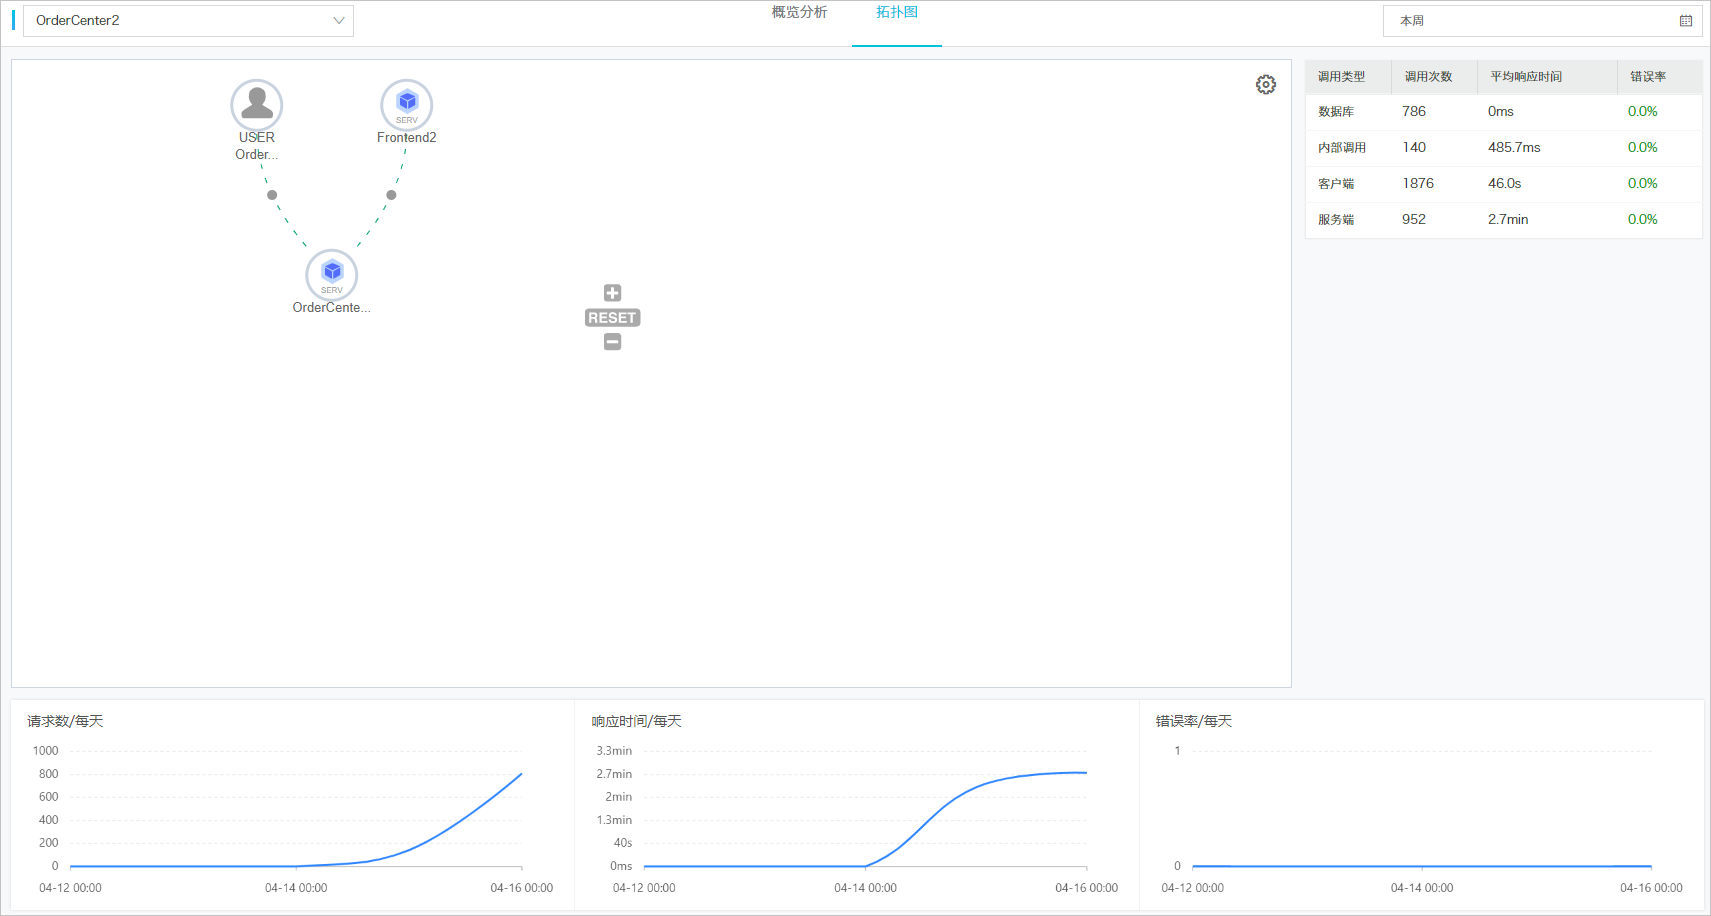 OrderCenter2
概览分析
拓扑图
本周
USER
Order...
SERV
Frontend2
SERV
OrderCente...
RESET
调用类型 调用次数 平均响应时间 错误率
数据库 786 0ms 0.0%
内部调用 140 485.7ms 0.0%
客户端 1876 46.0s 0.0%
服务端 952 2.7min 0.0%
请求数/每天
1000
800
600
400
200
0
04-12 00:00 04-14 00:00 04-16 00:00
响应时间/每天
3.3min
2.7min
2min
1.3min
40s
0ms
04-12 00:00 04-14 00:00 04-16 00:00
错误率/每天
1
0
04-12 00:00 04-14 00:00 04-16 00:00